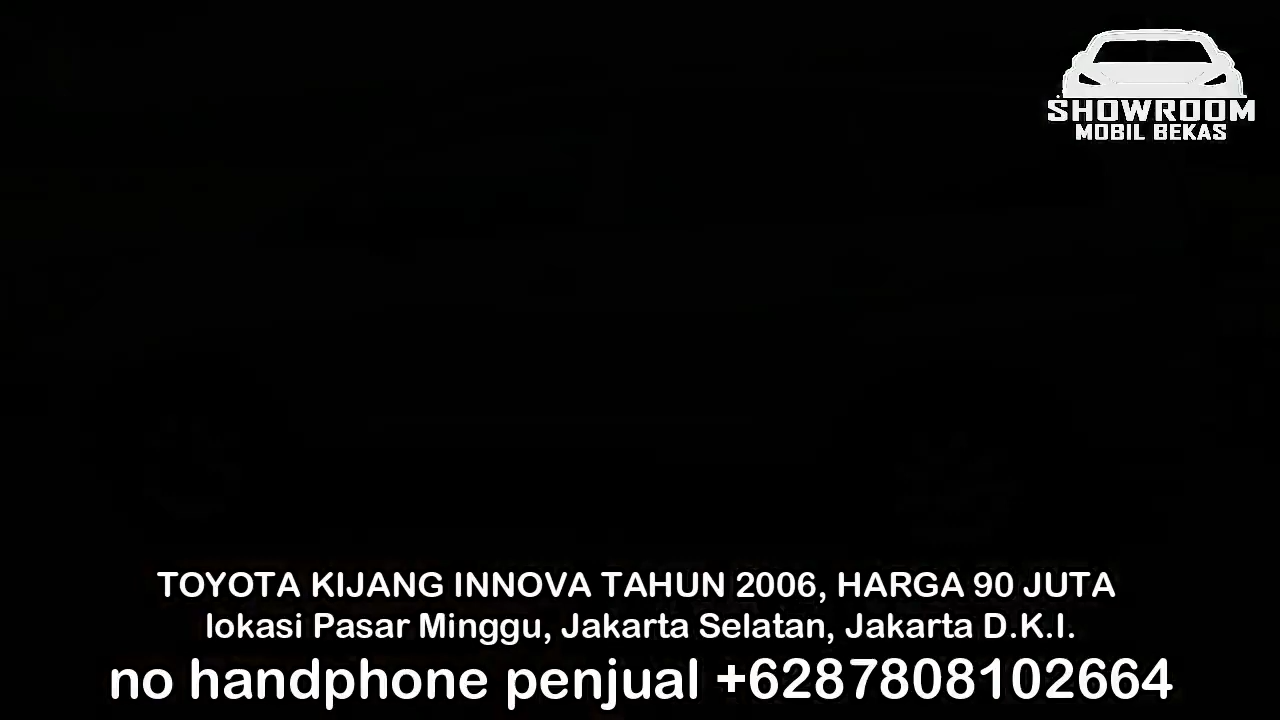 SHOWROOM
MOBIL BEKAS
TOYOTA KIJANG INNOVA TAHUN 2006, HARGA 90 JUTA
lokasi Pasar Minggu, Jakarta Selatan, Jakarta D.K.I.
no handphone penjual +6287808102664